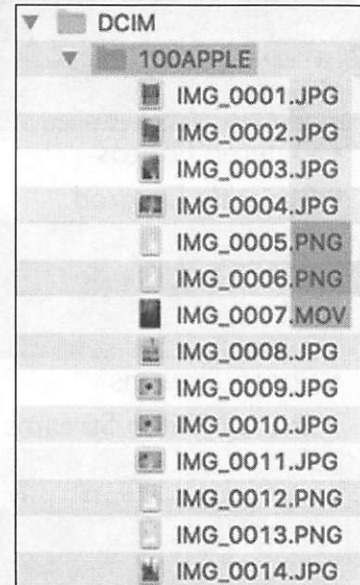 DCIM
100APPLE
IMG_0001.JPG
IMG_0002.JPG
IMG_0003.JPG
IMG_0004.JPG
IMG_0005.PNG
IMG_0006.PNG
IMG_0007.MOV
IMG_0008.JPG
IMG_0009.JPG
IMG_0010.JPG
IMG_0011.JPG
IMG_0012.PNG
IMG_0013.PNG
IMG_0014.JPG